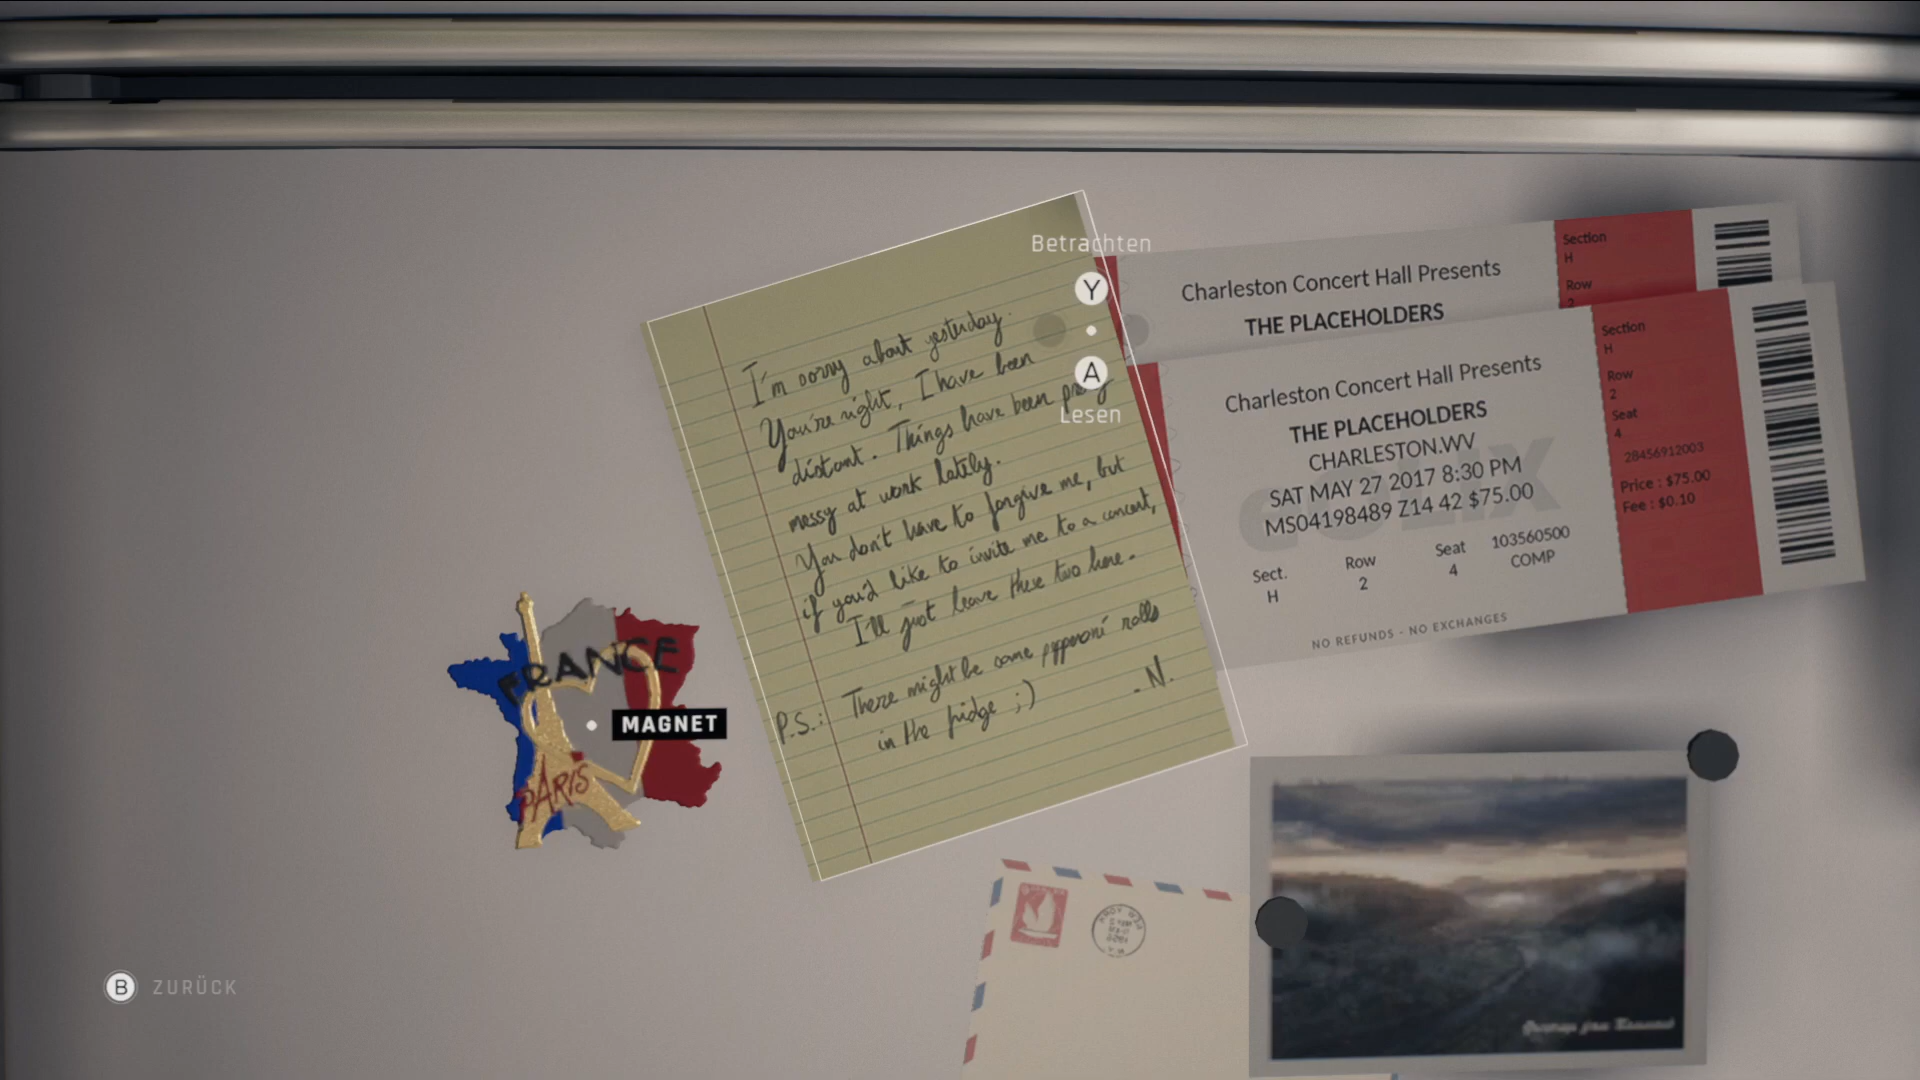 Betrachten
Y
A
Lesen
I'm sorry about yesterday.
You're right, I have been
distant. Things have been pretty
messy at work lately.
You don't have to forgive me, but
if you'd like to invite me to a concert,
I'll just leave these two here.
P.S.: There might be some pepperoni rolls
in the fridge ;)
- N.
Charleston Concert Hall Presents
THE PLACEHOLDERS
Section
H
Row
2
Charleston Concert Hall Presents
THE PLACEHOLDERS
CHARLESTON.WV
SAT MAY 27 2017 8:30 PM
MS04198489 Z14 42 $75.00
Sect.
H
Row
2
Seat
4
103560500
COMP
NO REFUNDS - NO EXCHANGES
Section
H
Row
2
Seat
4
28456912003
Price : $75.00
Fee : $0.10
FRANCE
PARIS
MAGNET
Greetings from
B ZURÜCK